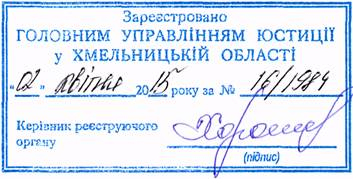 Зареєстровано
ГОЛОВНИМ УПРАВЛІННЯМ ЮСТИЦІЇ
у ХМЕЛЬНИЦЬКІЙ ОБЛАСТІ
"02" квітня 2015 року за № 16/1984
Керівник реєструючого
органу
(підпис)